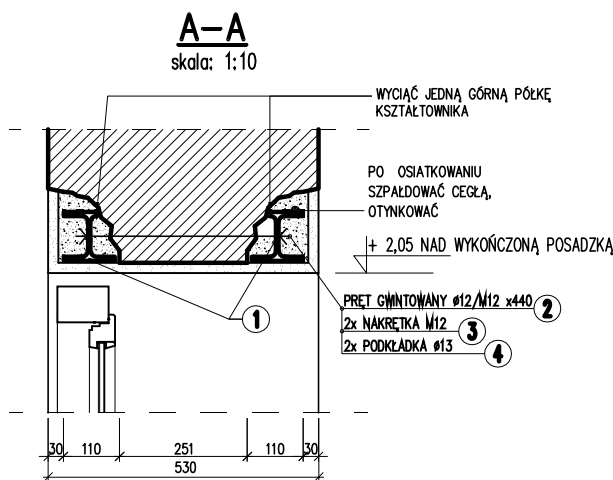 A-A
skala: 1:10
WYCIĄĆ JEDNĄ GÓRNĄ PÓŁKĘ
KSZTAŁTOWNIKA
PO OSIATKOWANIU
SZPAŁDOWAĆ CEGŁĄ,
OTYNKOWAĆ
+ 2,05 NAD WYKOŃCZONĄ POSADZKĄ
PRĘT GWINTOWANY ø12/M12 x440 2
2x NAKRĘTKA M12 3
2x PODKŁADKA ø13 4
1
30 110 251 110 30
530